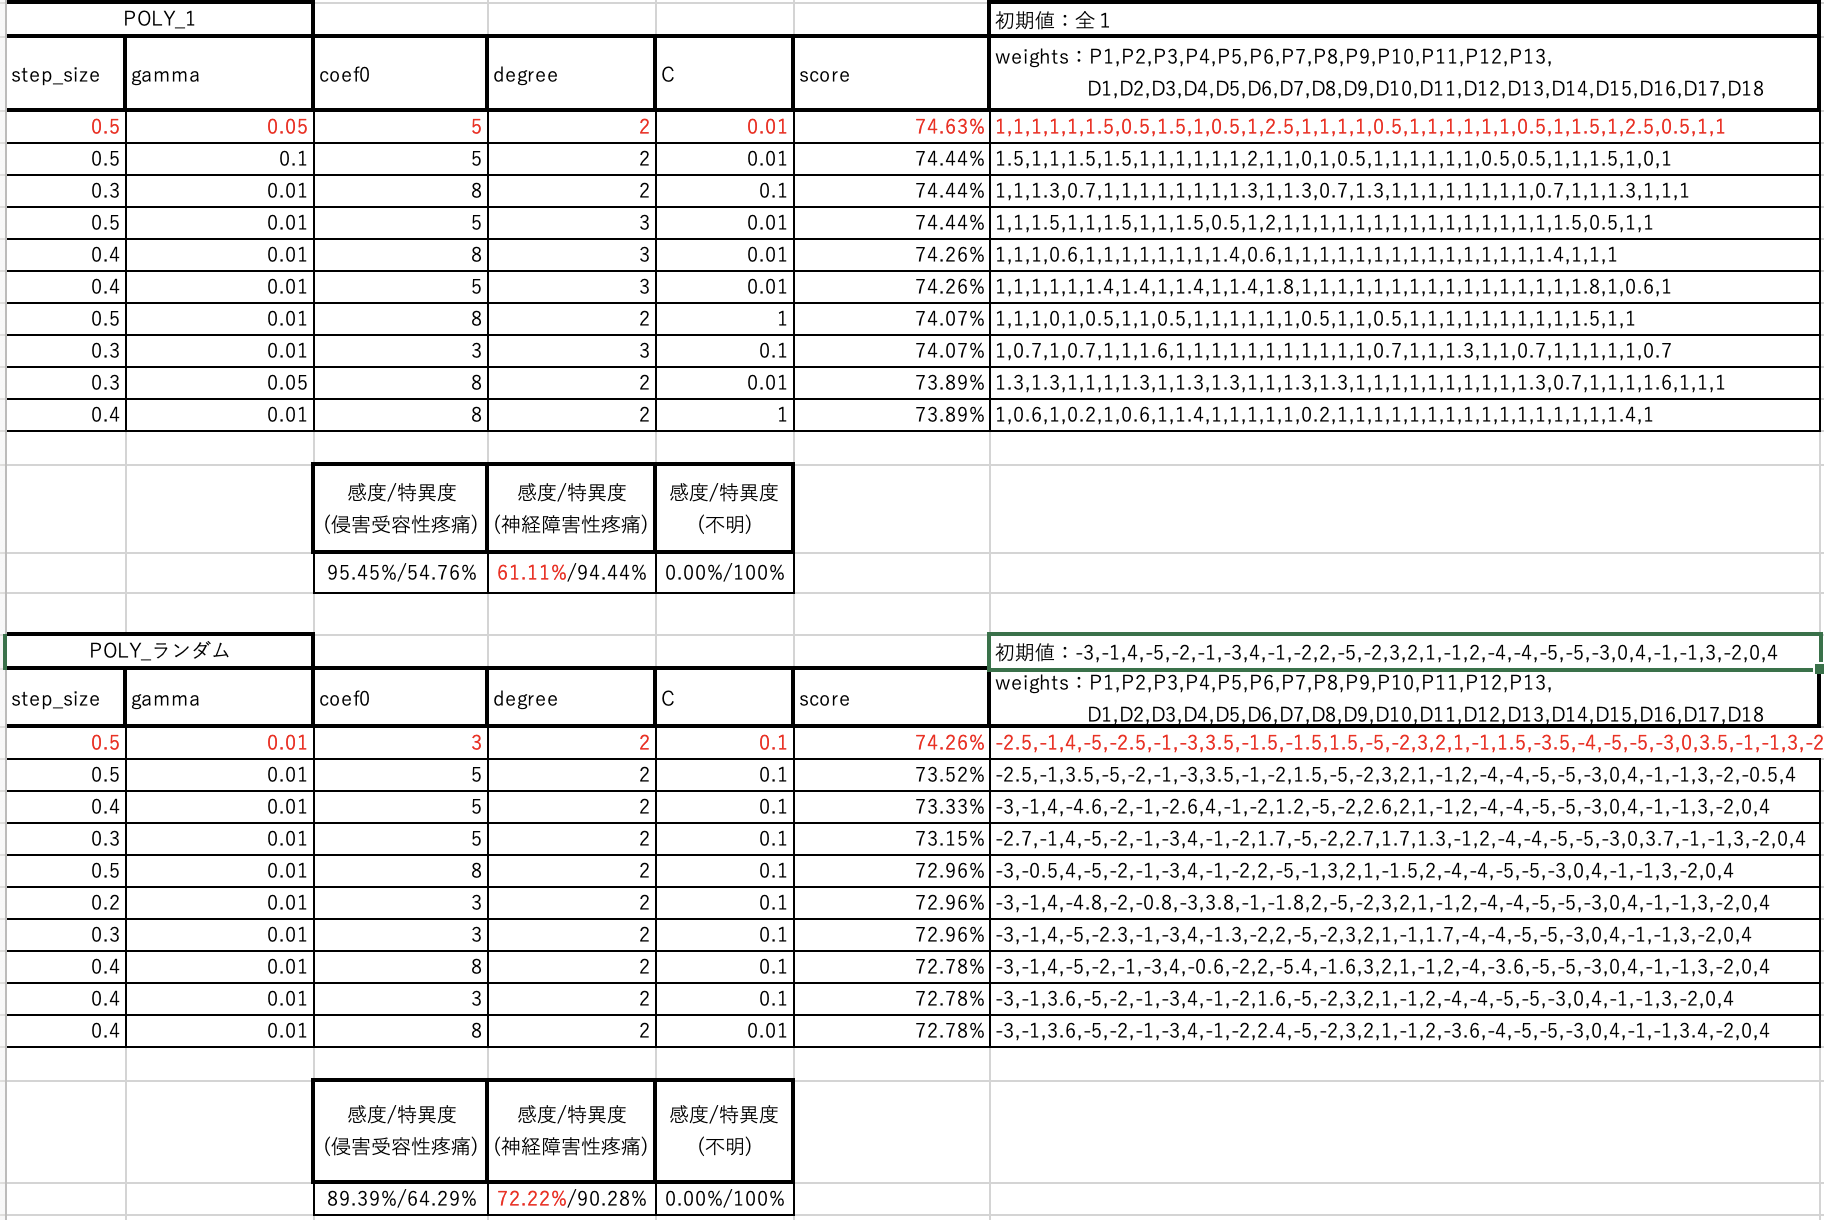 POLY_1 初期値：全１
step_size gamma coef0 degree C score weights：P1,P2,P3,P4,P5,P6,P7,P8,P9,P10,P11,P12,P13,
D1,D2,D3,D4,D5,D6,D7,D8,D9,D10,D11,D12,D13,D14,D15,D16,D17,D18
0.5 0.05 5 2 0.01 74.63% 1,1,1,1,1,1.5,0.5,1.5,1,0.5,1,2.5,1,1,1,1,0.5,1,1,1,1,1,1,0.5,1,1.5,1,2.5,0.5,1,1
0.5 0.1 5 2 0.01 74.44% 1.5,1,1,1.5,1.5,1,1,1,1,1,1,2,1,1,0,1,0.5,1,1,1,1,1,1,0.5,0.5,1,1,1.5,1,0,1
0.3 0.01 8 2 0.1 74.44% 1,1,1.3,0.7,1,1,1,1,1,1,1,1.3,1,1.3,0.7,1.3,1,1,1,1,1,1,1,1,0.7,1,1,1.3,1,1,1
0.5 0.01 5 3 0.01 74.44% 1,1,1.5,1,1,1.5,1,1,1.5,0.5,1,2,1,1,1,1,1,1,1,1,1,1,1,1,1,1,1.5,0.5,1,1
0.4 0.01 8 3 0.01 74.26% 1,1,1,0.6,1,1,1,1,1,1,1,1.4,0.6,1,1,1,1,1,1,1,1,1,1,1,1,1,1,1.4,1,1,1
0.4 0.01 5 3 0.01 74.26% 1,1,1,1,1,1.4,1.4,1,1.4,1,1.4,1.8,1,1,1,1,1,1,1,1,1,1,1,1,1,1,1,1.8,1,0.6,1
0.5 0.01 8 2 1 74.07% 1,1,1,0,1,0.5,1,1,0.5,1,1,1,1,1,1,0.5,1,1,0.5,1,1,1,1,1,1,1,1,1.5,1,1
0.3 0.01 3 3 0.1 74.07% 1,0.7,1,0.7,1,1,1.6,1,1,1,1,1,1,1,1,1,1,0.7,1,1,1.3,1,1,0.7,1,1,1,1,1,0.7
0.3 0.05 8 2 0.01 73.89% 1.3,1.3,1,1,1,1.3,1,1.3,1.3,1,1,1.3,1.3,1,1,1,1,1,1,1,1,1,1,1.3,0.7,1,1,1,1.6,1,1,1
0.4 0.01 8 2 1 73.89% 1,0.6,1,0.2,1,0.6,1,1.4,1,1,1,1,1,0.2,1,1,1,1,1,1,1,1,1,1,1,1,1,1,1.4,1
感度/特異度 感度/特異度 感度/特異度
(侵害受容性疼痛) (神経障害性疼痛) (不明)
95.45%/54.76% 61.11%/94.44% 0.00%/100%
POLY_ランダム 初期値：-3,-1,4,-5,-2,-1,-3,4,-1,-2,2,-5,-2,3,2,1,-1,2,-4,-4,-5,-5,-3,0,4,-1,-1,3,-2,0,4
step_size gamma coef0 degree C score weights：P1,P2,P3,P4,P5,P6,P7,P8,P9,P10,P11,P12,P13,
D1,D2,D3,D4,D5,D6,D7,D8,D9,D10,D11,D12,D13,D14,D15,D16,D17,D18
0.5 0.01 3 2 0.1 74.26% -2.5,-1,4,-5,-2.5,-1,-3,3.5,-1.5,-1.5,1.5,-5,-2,3,2,1,-1,1.5,-3.5,-4,-5,-5,-3,0,3.5,-1,-1,3,-2
0.5 0.01 5 2 0.1 73.52% -2.5,-1,3.5,-5,-2,-1,-3,3.5,-1,-2,1.5,-5,-2,3,2,1,-1,2,-4,-4,-5,-5,-3,0,4,-1,-1,3,-2,-0.5,4
0.4 0.01 5 2 0.1 73.33% -3,-1,4,-4.6,-2,-1,-2.6,4,-1,-2,1.2,-5,-2,2.6,2,1,-1,2,-4,-4,-5,-5,-3,0,4,-1,-1,3,-2,0,4
0.3 0.01 5 2 0.1 73.15% -2.7,-1,4,-5,-2,-1,-3,4,-1,-2,1.7,-5,-2,2.7,1.7,1.3,-1,2,-4,-4,-5,-5,-3,0,3.7,-1,-1,3,-2,0,4
0.5 0.01 8 2 0.1 72.96% -3,-0.5,4,-5,-2,-1,-3,4,-1,-2,2,-5,-1,3,2,1,-1.5,2,-4,-4,-5,-5,-3,0,4,-1,-1,3,-2,0,4
0.2 0.01 3 2 0.1 72.96% -3,-1,4,-4.8,-2,-0.8,-3,3.8,-1,-1.8,2,-5,-2,3,2,1,-1,2,-4,-4,-5,-5,-3,0,4,-1,-1,3,-2,0,4
0.3 0.01 3 2 0.1 72.96% -3,-1,4,-5,-2.3,-1,-3,4,-1.3,-2,2,-5,-2,3,2,1,-1,1.7,-4,-4,-5,-5,-3,0,4,-1,-1,3,-2,0,4
0.4 0.01 8 2 0.1 72.78% -3,-1,4,-5,-2,-1,-3,4,-0.6,-2,2,-5.4,-1.6,3,2,1,-1,2,-4,-3.6,-5,-5,-3,0,4,-1,-1,3,-2,0,4
0.4 0.01 3 2 0.1 72.78% -3,-1,3.6,-5,-2,-1,-3,4,-1,-2,1.6,-5,-2,3,2,1,-1,2,-4,-4,-5,-5,-3,0,4,-1,-1,3,-2,0,4
0.4 0.01 8 2 0.01 72.78% -3,-1,3.6,-5,-2,-1,-3,4,-1,-2,2.4,-5,-2,3,2,1,-1,2,-3.6,-4,-5,-5,-3,0,4,-1,-1,3.4,-2,0,4
感度/特異度 感度/特異度 感度/特異度
(侵害受容性疼痛) (神経障害性疼痛) (不明)
89.39%/64.29% 72.22%/90.28% 0.00%/100%